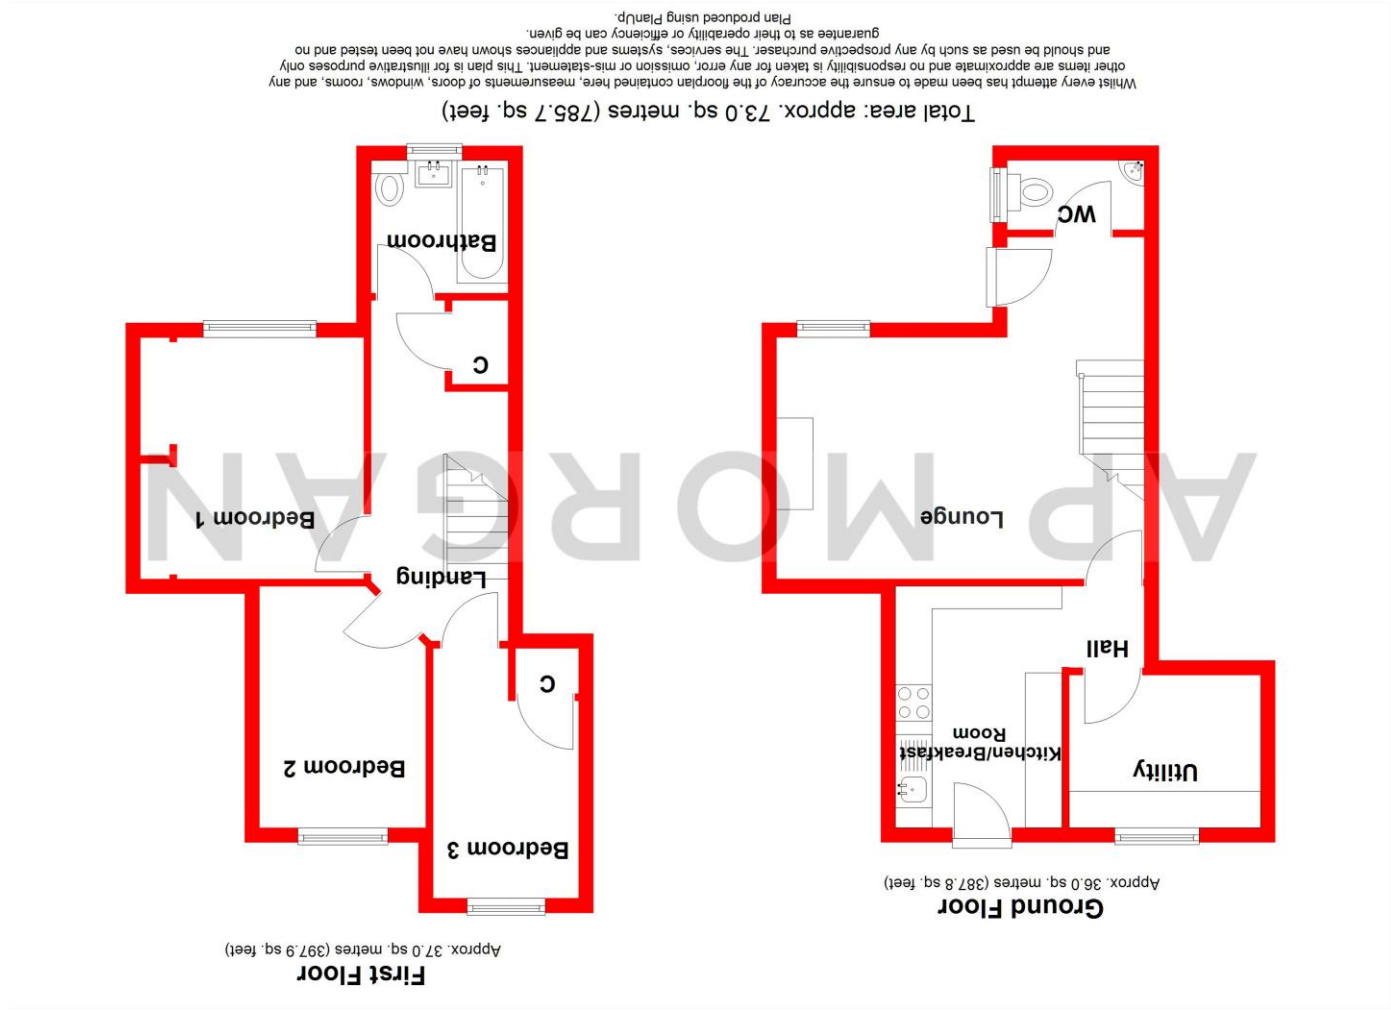 Ground Floor
Approx. 36.0 sq. metres (387.8 sq. feet)
Utility
Kitchen/Breakfast
Room
Hall
Lounge
WC
First Floor
Approx. 37.0 sq. metres (397.9 sq. feet)
Bedroom 3
Bedroom 2
C
Landing
Bedroom 1
C
Bathroom
AP MORGAN
Total area: approx. 73.0 sq. metres (785.7 sq. feet)
Whilst every attempt has been made to ensure the accuracy of the floorplan contained here, measurements of doors, windows, rooms, and any
other items are approximate and no responsibility is taken for any error, omission or mis-statement. This plan is for illustrative purposes only
and should be used as such by any prospective purchaser. The services, systems and appliances shown have not been tested and no
guarantee as to their operability or efficiency can be given.
Plan produced using PlanUp.